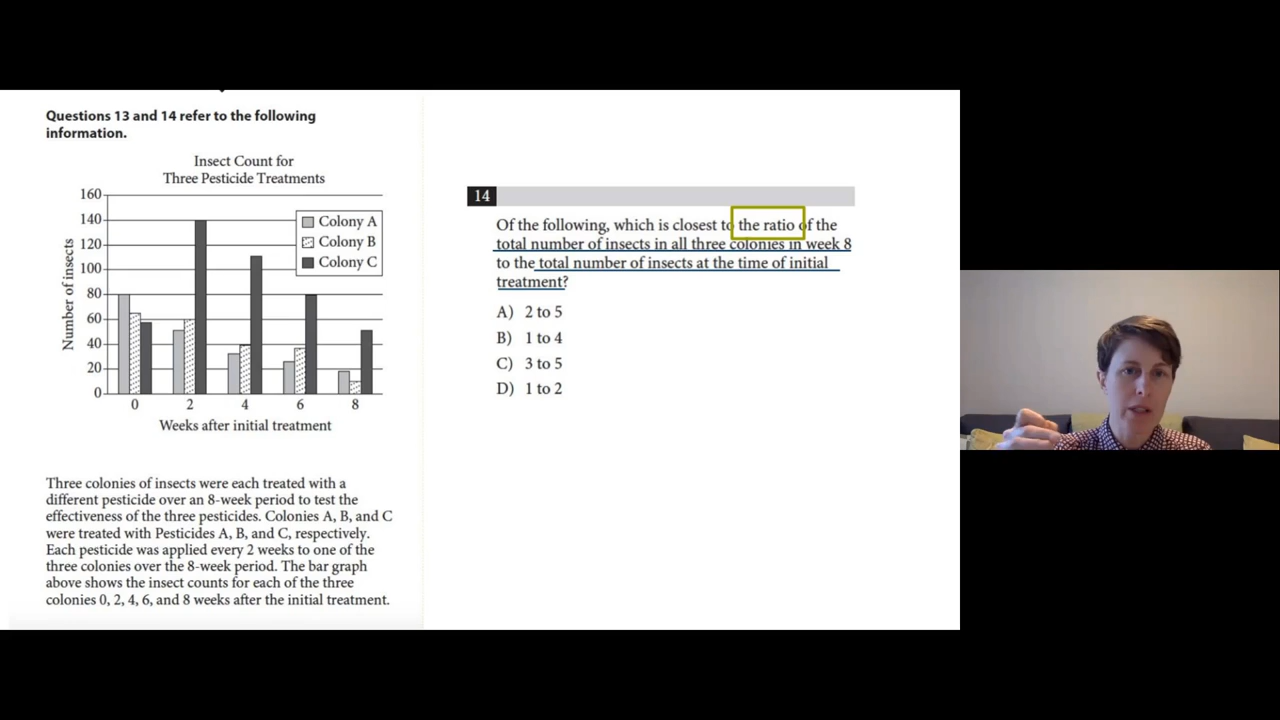 Questions 13 and 14 refer to the following
information.
Insect Count for
Three Pesticide Treatments
160
140
120
100
80
60
40
20
0
Number of insects
Colony A
Colony B
Colony C
0 2 4 6 8
Weeks after initial treatment
Three colonies of insects were each treated with a
different pesticide over an 8-week period to test the
effectiveness of the three pesticides. Colonies A, B, and C
were treated with Pesticides A, B, and C, respectively.
Each pesticide was applied every 2 weeks to one of the
three colonies over the 8-week period. The bar graph
above shows the insect counts for each of the three
colonies 0, 2, 4, 6, and 8 weeks after the initial treatment.
14
Of the following, which is closest to the ratio of the
total number of insects in all three colonies in week 8
to the total number of insects at the time of initial
treatment?
A) 2 to 5
B) 1 to 4
C) 3 to 5
D) 1 to 2